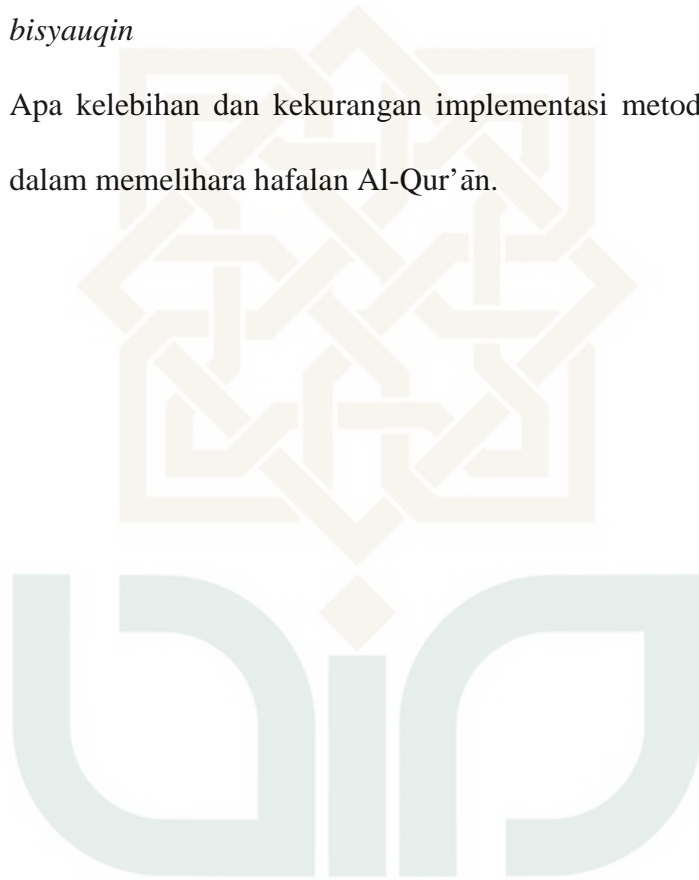 bisyauqin
Apa kelebihan dan kekurangan implementasi metod
dalam memelihara hafalan Al-Qur’ān.